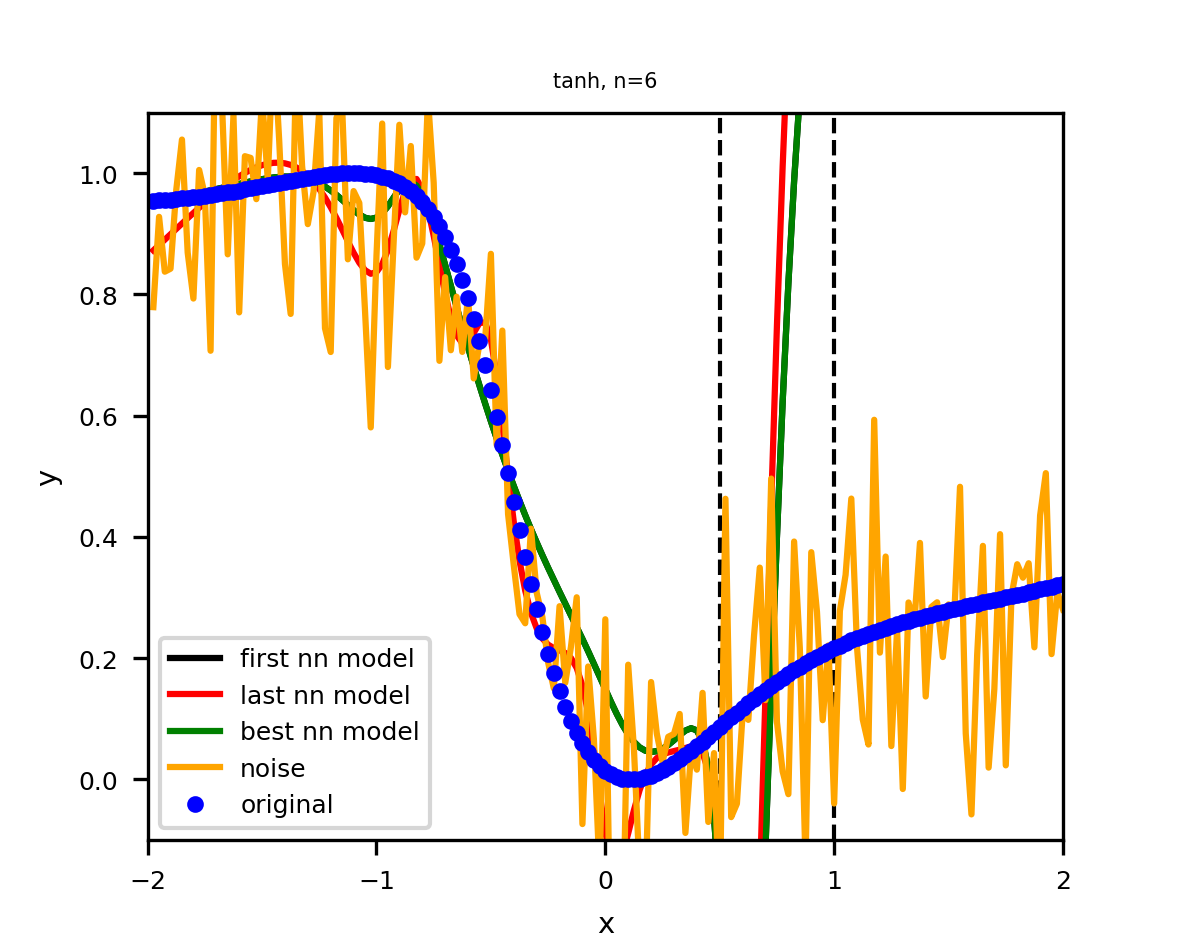 tanh, n=6
1.0
0.8
0.6
0.4
0.2
0.0
y
first nn model
last nn model
best nn model
noise
original
−2
−1
0
1
2
x